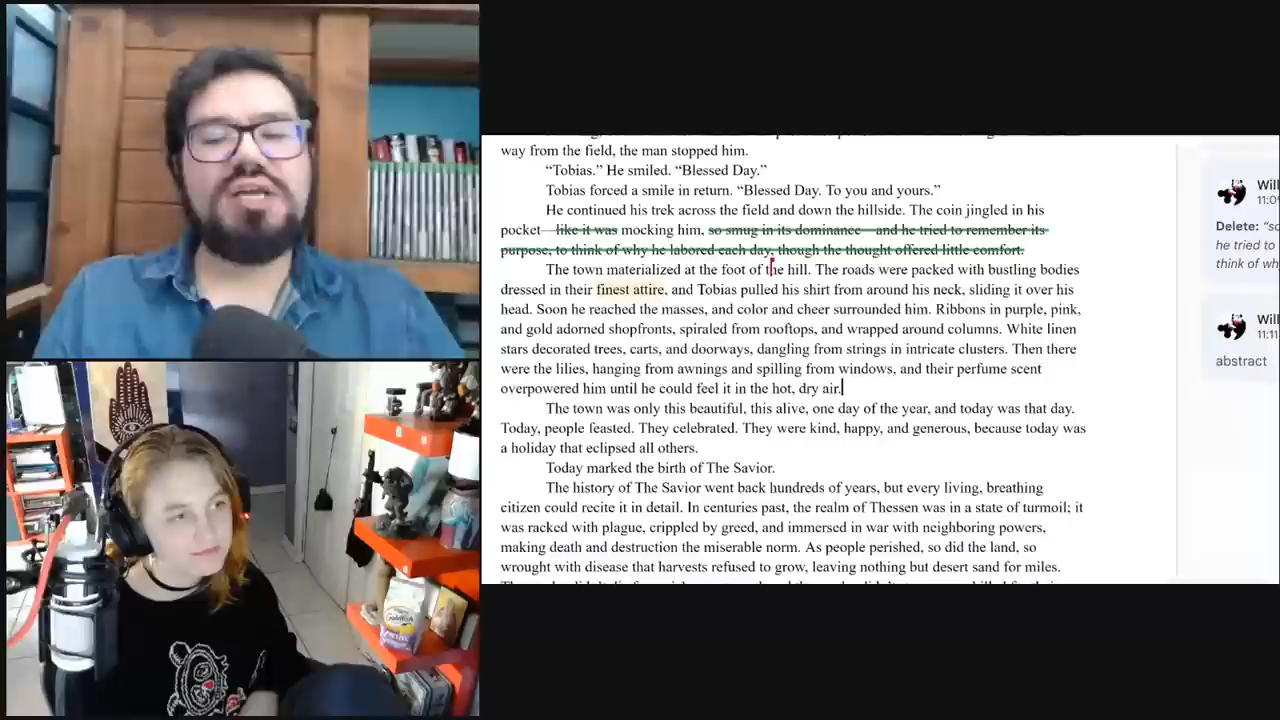 way from the field, the man stopped him.
“Tobias.” He smiled. “Blessed Day.”
Tobias forced a smile in return. “Blessed Day. To you and yours.”
He continued his trek across the field and down the hillside. The coin jingled in his
pocket—like it was mocking him, so smug in its dominance—and he tried to remember its
purpose, to think of why he labored each day, though the thought offered little comfort.
The town materialized at the foot of the hill. The roads were packed with bustling bodies
dressed in their finest attire, and Tobias pulled his shirt from around his neck, sliding it over his
head. Soon he reached the masses, and color and cheer surrounded him. Ribbons in purple, pink,
and gold adorned shopfronts, spiraled from rooftops, and wrapped around columns. White linen
stars decorated trees, carts, and doorways, dangling from strings in intricate clusters. Then there
were the lilies, hanging from awnings and spilling from windows, and their perfume scent
overpowered him until he could feel it in the hot, dry air.
The town was only this beautiful, this alive, one day of the year, and today was that day.
Today, people feasted. They celebrated. They were kind, happy, and generous, because today was
a holiday that eclipsed all others.
Today marked the birth of The Savior.
The history of The Savior went back hundreds of years, but every living, breathing
citizen could recite it in detail. In centuries past, the realm of Thessen was in a state of turmoil; it
was racked with plague, crippled by greed, and immersed in war with neighboring powers,
making death and destruction the miserable norm. As people perished, so did the land, so
wrought with disease that harvests refused to grow, leaving nothing but desert sand for miles.
Will
11:0
Delete: “so
he tried to
think of wh
Will
11:11
abstract
Goldfish